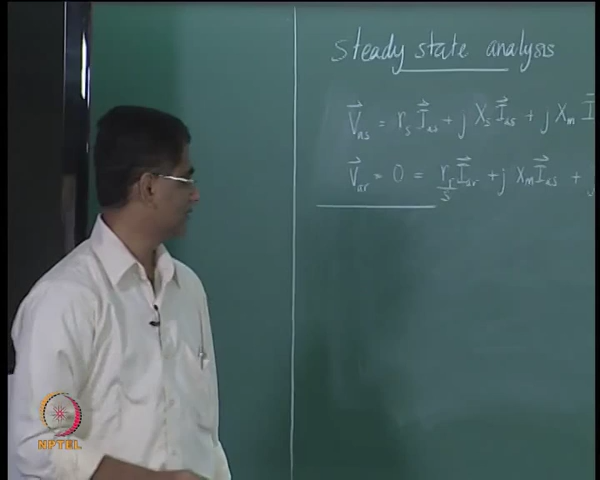 Steady state analysis
V⃗as = rs I⃗as + j Xs I⃗as + j Xm I⃗
V⃗ar = 0 = rr/s I⃗ar + j Xm I⃗as + j
NPTEL